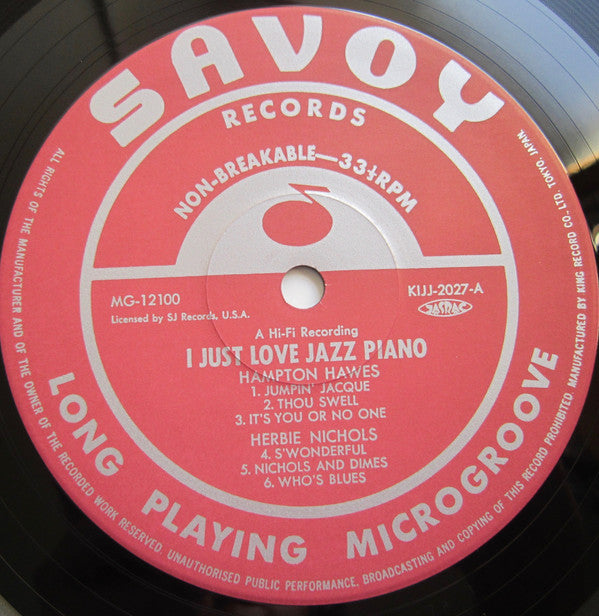 SAVOY
RECORDS
NON-BREAKABLE—33⅓RPM
MG-12100
Licensed by SJ Records, U.S.A.
KIJJ-2027-A
JASRAC
A Hi-Fi Recording
I JUST LOVE JAZZ PIANO
HAMPTON HAWES
1. JUMPIN' JACQUE
2. THOU SWELL
3. IT'S YOU OR NO ONE
HERBIE NICHOLS
4. S'WONDERFUL
5. NICHOLS AND DIMES
6. WHO'S BLUES
LONG PLAYING MICROGROOVE
ALL RIGHTS OF THE MANUFACTURER AND OF THE OWNER OF THE RECORDED WORK RESERVED. UNAUTHORISED PUBLIC PERFORMANCE, BROADCASTING AND COPYING OF THIS RECORD PROHIBITED. MANUFACTURED BY KING RECORD CO., LTD. TOKYO, JAPAN.